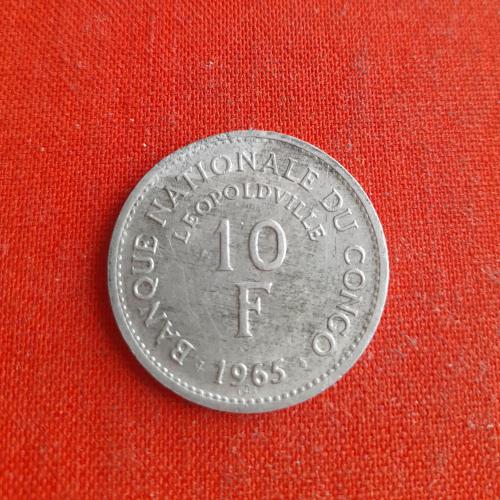 BANQUE NATIONALE DU CONGO
LEOPOLDVILLE
10
F
1965